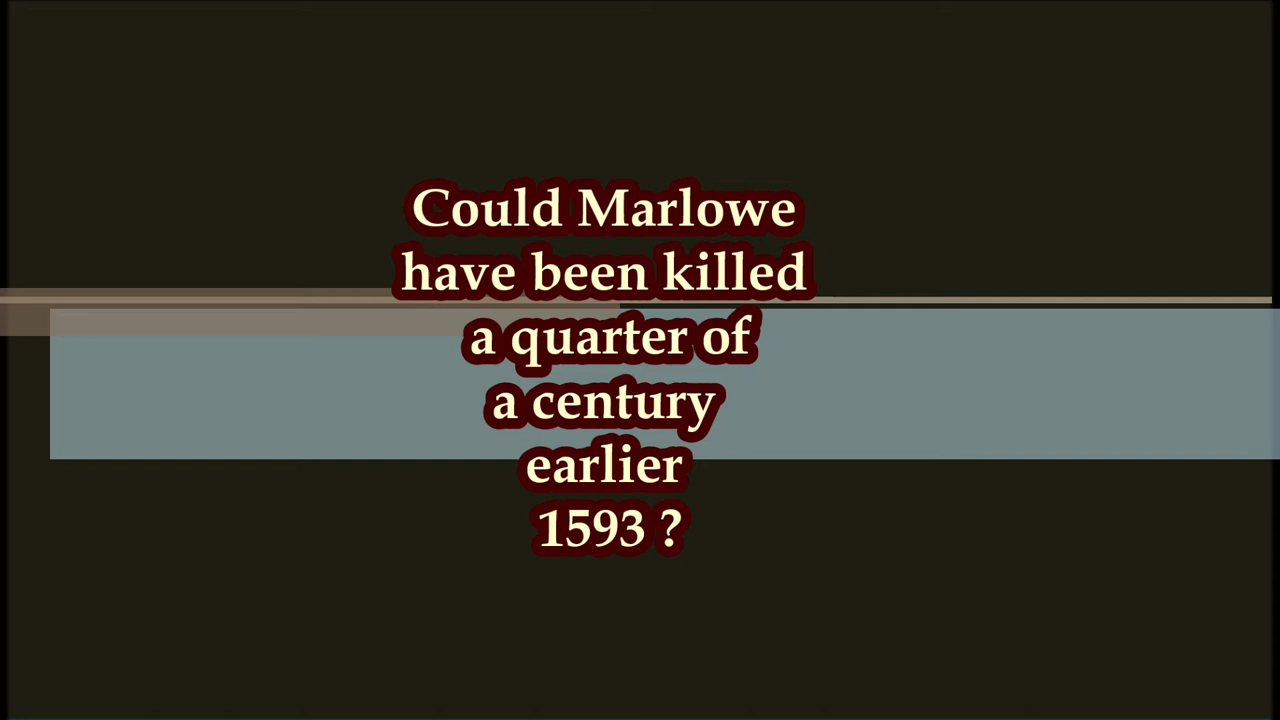 Could Marlowe
have been killed
a quarter of
a century
earlier
1593 ?